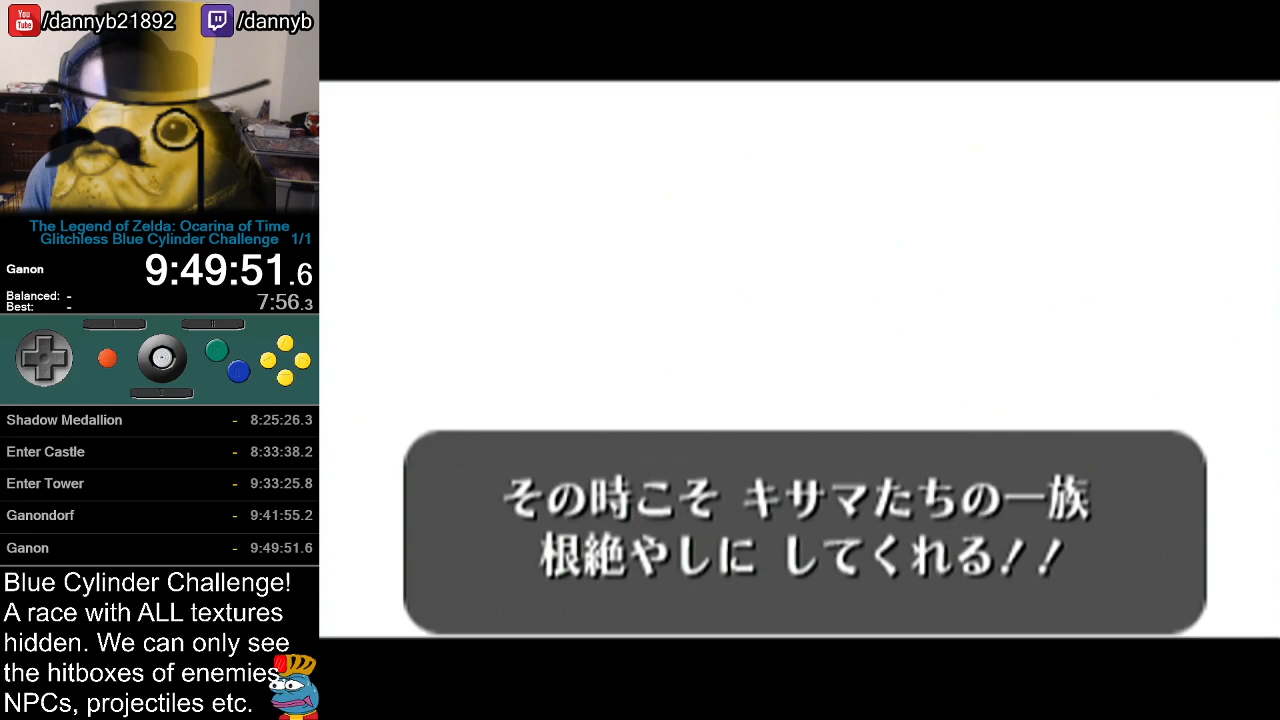 You Tube /dannyb21892 /dannyb
The Legend of Zelda: Ocarina of Time
Glitchless Blue Cylinder Challenge 1/1
Ganon 9:49:51.6
Balanced: -
Best: - 7:56.3
Shadow Medallion - 8:25:26.3
Enter Castle - 8:33:38.2
Enter Tower - 9:33:25.8
Ganondorf - 9:41:55.2
Ganon - 9:49:51.6
Blue Cylinder Challenge!
A race with ALL textures
hidden. We can only see
the hitboxes of enemies,
NPCs, projectiles etc.
その時こそ キサマたちの一族
根絶やしに してくれる!!